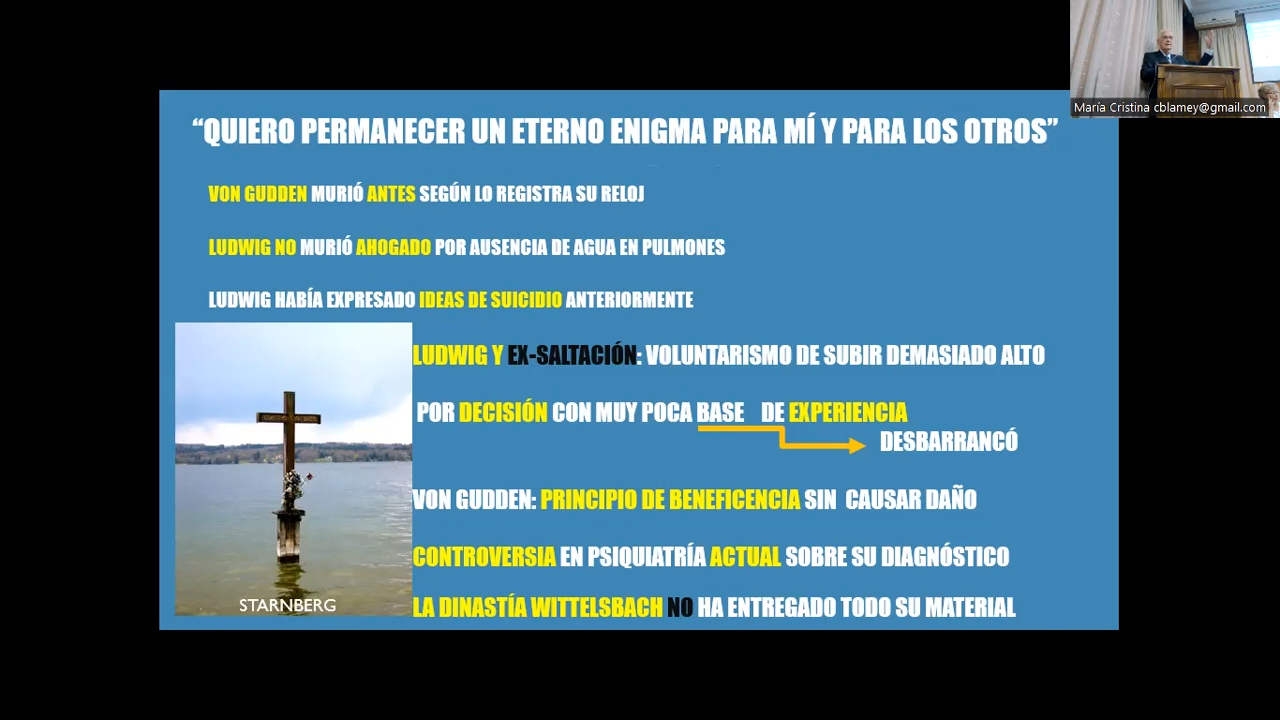 María Cristina cblamey@gmail.com
“QUIERO PERMANECER UN ETERNO ENIGMA PARA MÍ Y PARA LOS OTROS”
VON GUDDEN MURIÓ ANTES SEGÚN LO REGISTRA SU RELOJ
LUDWIG NO MURIÓ AHOGADO POR AUSENCIA DE AGUA EN PULMONES
LUDWIG HABÍA EXPRESADO IDEAS DE SUICIDIO ANTERIORMENTE
LUDWIG Y EX-SALTACIÓN: VOLUNTARISMO DE SUBIR DEMASIADO ALTO
POR DECISIÓN CON MUY POCA BASE DE EXPERIENCIA
DESBARRANCÓ
VON GUDDEN: PRINCIPIO DE BENEFICENCIA SIN CAUSAR DAÑO
CONTROVERSIA EN PSIQUIATRÍA ACTUAL SOBRE SU DIAGNÓSTICO
LA DINASTÍA WITTELSBACH NO HA ENTREGADO TODO SU MATERIAL
STARNBERG